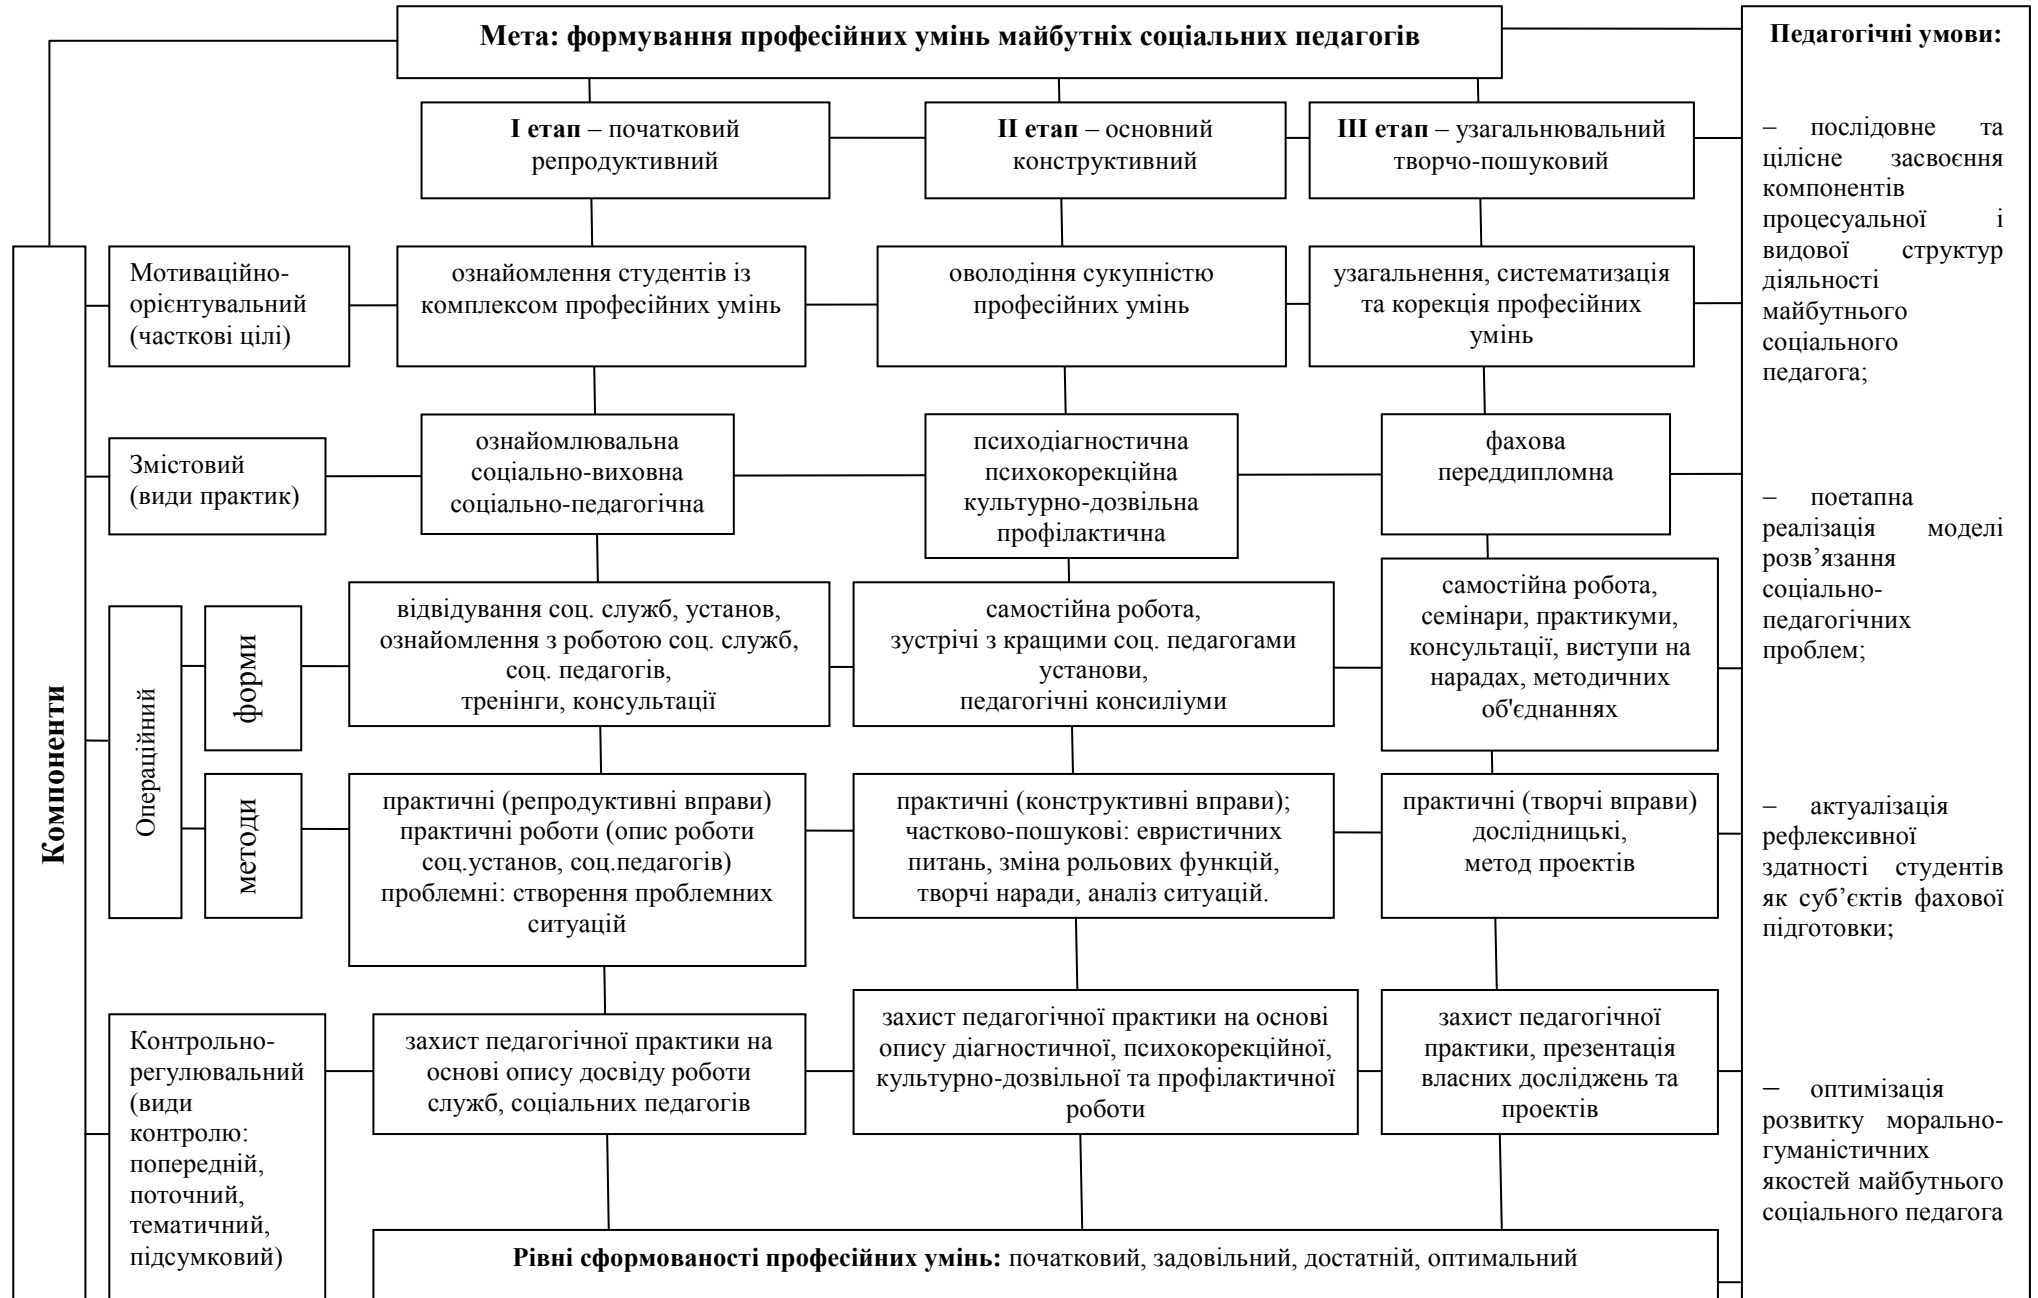 Мета: формування професійних умінь майбутніх соціальних педагогів
І етап – початковий
репродуктивний
ІІ етап – основний
конструктивний
ІІІ етап – узагальнювальний
творчо-пошуковий
Компоненти
Мотиваційно-
орієнтувальний
(часткові цілі)
ознайомлення студентів із
комплексом професійних умінь
оволодіння сукупністю
професійних умінь
узагальнення, систематизація
та корекція професійних
умінь
Змістовий
(види практик)
ознайомлювальна
соціально-виховна
соціально-педагогічна
психодіагностична
психокорекційна
культурно-дозвільна
профілактична
фахова
переддипломна
Операційний
форми
відвідування соц. служб, установ,
ознайомлення з роботою соц. служб,
соц. педагогів,
тренінги, консультації
самостійна робота,
зустрічі з кращими соц. педагогами
установи,
педагогічні консиліуми
самостійна робота,
семінари, практикуми,
консультації, виступи на
нарадах, методичних
об'єднаннях
методи
практичні (репродуктивні вправи)
практичні роботи (опис роботи
соц.установ, соц.педагогів)
проблемні: створення проблемних
ситуацій
практичні (конструктивні вправи);
частково-пошукові: евристичних
питань, зміна рольових функцій,
творчі наради, аналіз ситуацій.
практичні (творчі вправи)
дослідницькі,
метод проектів
Контрольно-
регулювальний
(види
контролю:
попередній,
поточний,
тематичний,
підсумковий)
захист педагогічної практики на
основі опису досвіду роботи
служб, соціальних педагогів
захист педагогічної практики на основі
опису діагностичної, психокорекційної,
культурно-дозвільної та профілактичної
роботи
захист педагогічної
практики, презентація
власних досліджень та
проектів
Рівні сформованості професійних умінь: початковий, задовільний, достатній, оптимальний
Педагогічні умови:
– послідовне та
цілісне засвоєння
компонентів
процесуальної і
видової структур
діяльності
майбутнього
соціального
педагога;
– поетапна
реалізація моделі
розв’язання
соціально-
педагогічних
проблем;
– актуалізація
рефлексивної
здатності студентів
як суб’єктів фахової
підготовки;
– оптимізація
розвитку морально-
гуманістичних
якостей майбутнього
соціального педагога